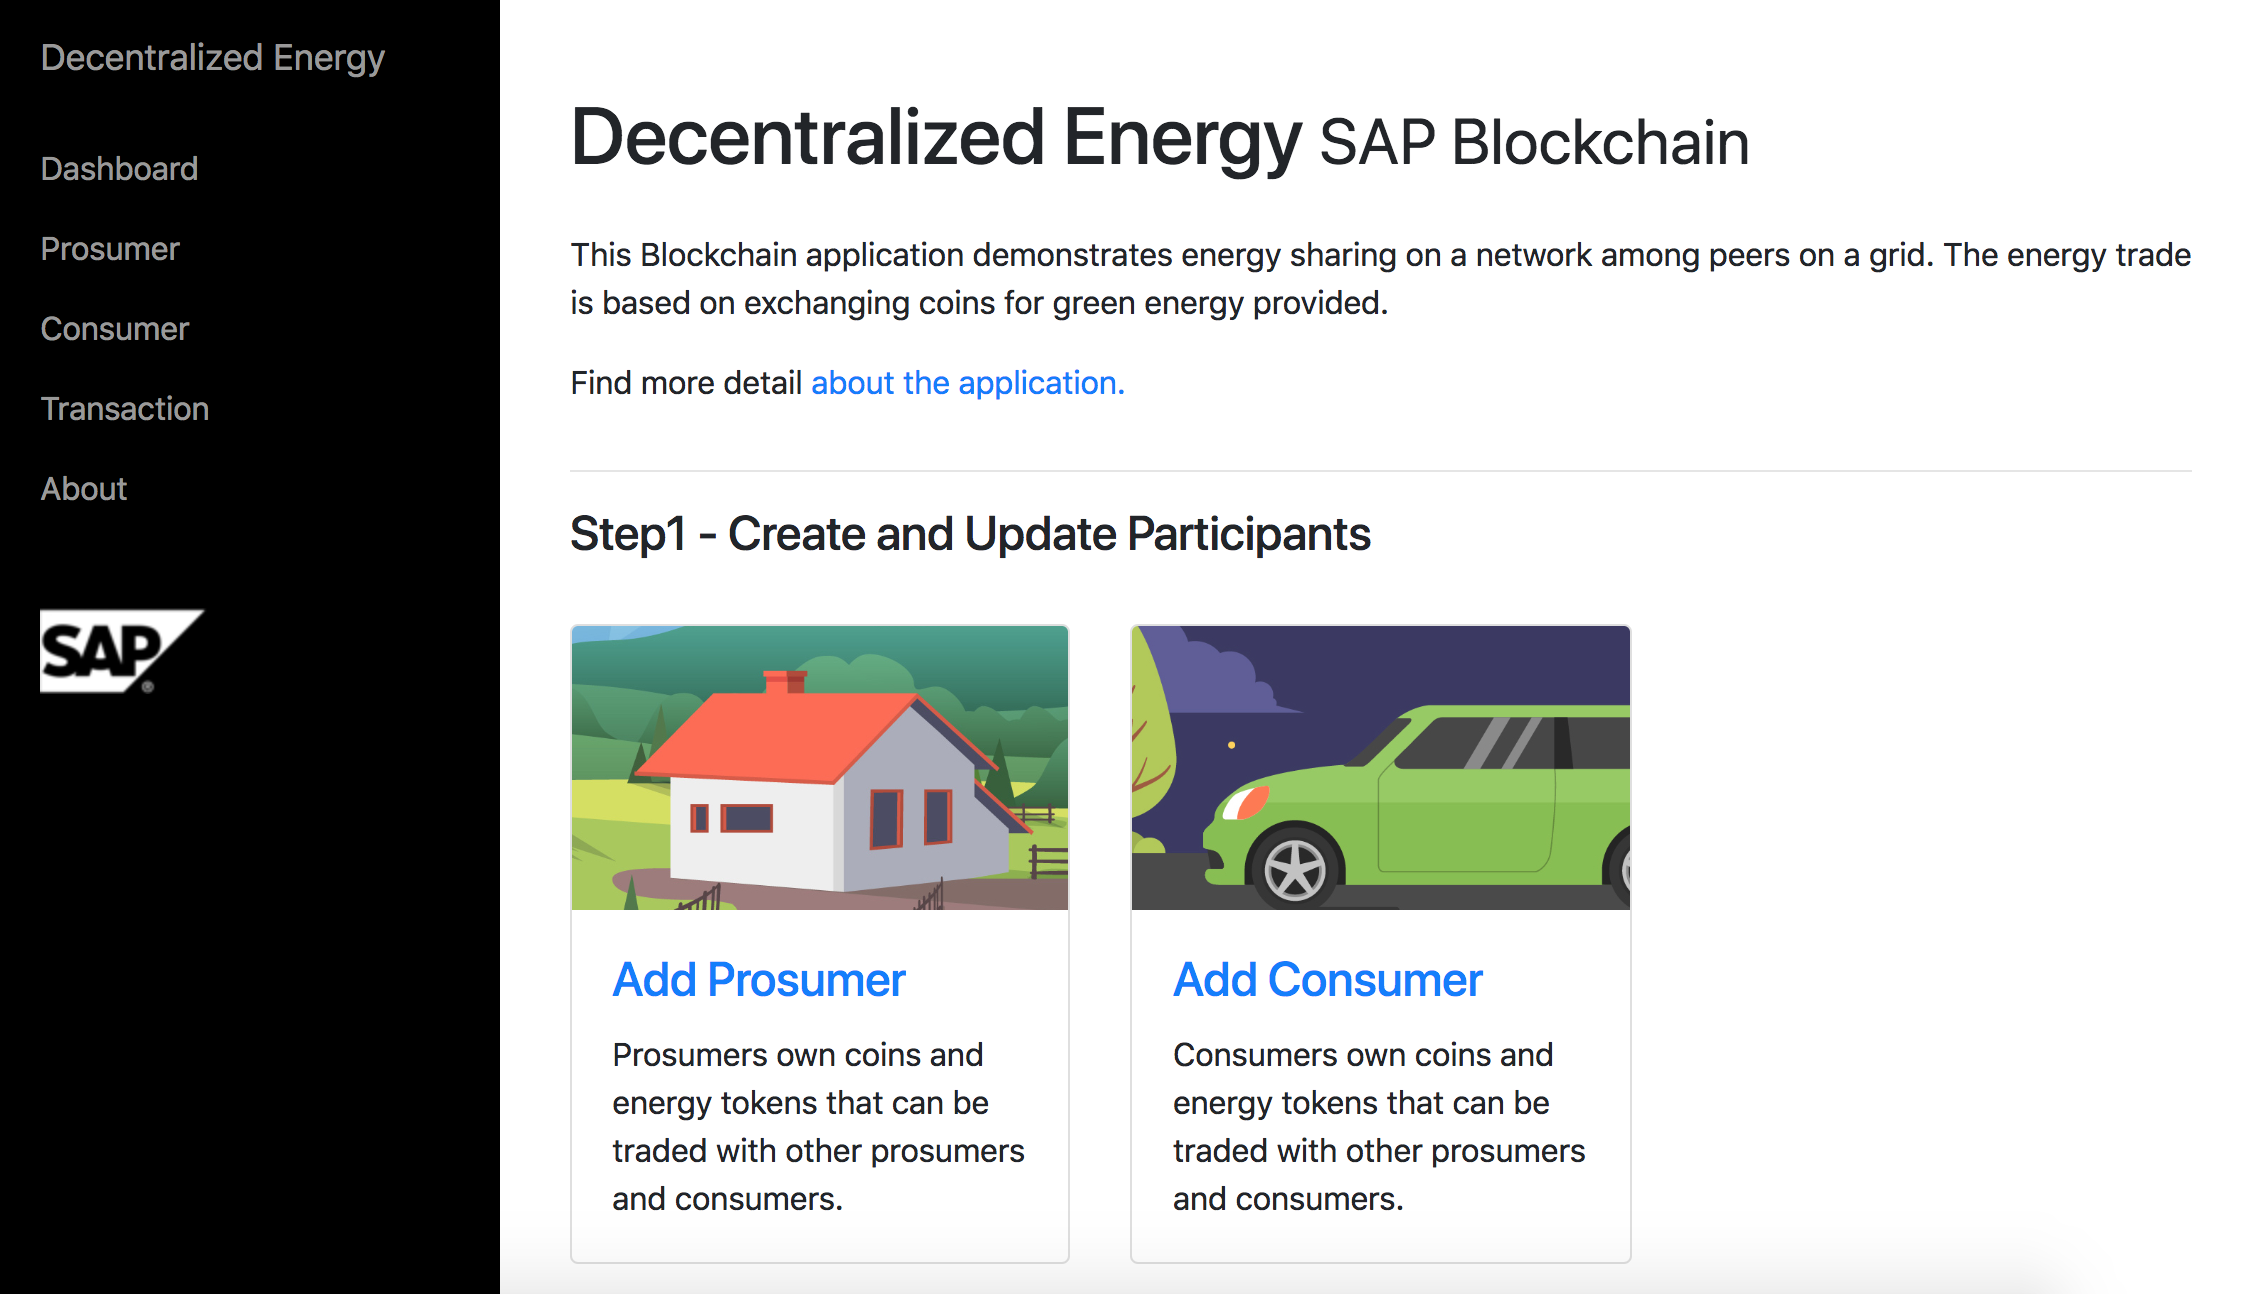 Decentralized Energy
Dashboard
Prosumer
Consumer
Transaction
About
SAP®
Decentralized Energy SAP Blockchain
This Blockchain application demonstrates energy sharing on a network among peers on a grid. The energy trade
is based on exchanging coins for green energy provided.
Find more detail about the application.
Step1 - Create and Update Participants
Add Prosumer
Prosumers own coins and
energy tokens that can be
traded with other prosumers
and consumers.
Add Consumer
Consumers own coins and
energy tokens that can be
traded with other prosumers
and consumers.